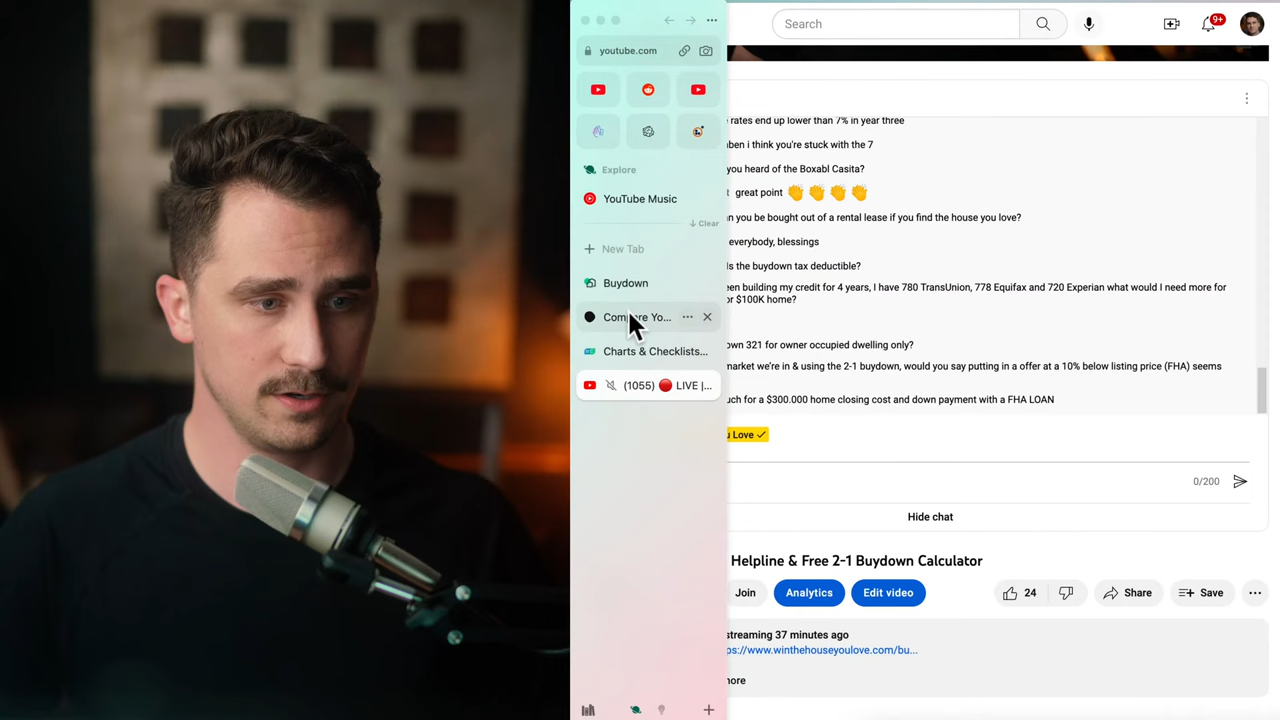 youtube.com
Explore
YouTube Music
Clear
New Tab
Buydown
Compare Yo...
Charts & Checklists...
(1055) 🔴 LIVE |...
Search
9+
rates end up lower than 7% in year three
i think you're stuck with the 7
you heard of the Boxabl Casita?
great point 👏 👏 👏 👏
you be bought out of a rental lease if you find the house you love?
everybody, blessings
Is the buydown tax deductible?
building my credit for 4 years, I have 780 TransUnion, 778 Equifax and 720 Experian what would I need more for
or $100K home?
321 for owner occupied dwelling only?
market we're in & using the 2-1 buydown, would you say putting in a offer at a 10% below listing price (FHA) seems
for a $300.000 home closing cost and down payment with a FHA LOAN
Love ✓
0/200
Hide chat
Helpline & Free 2-1 Buydown Calculator
Join
Analytics
Edit video
24
Share
Save
streaming 37 minutes ago
://www.winthehouseyoulove.com/bu...